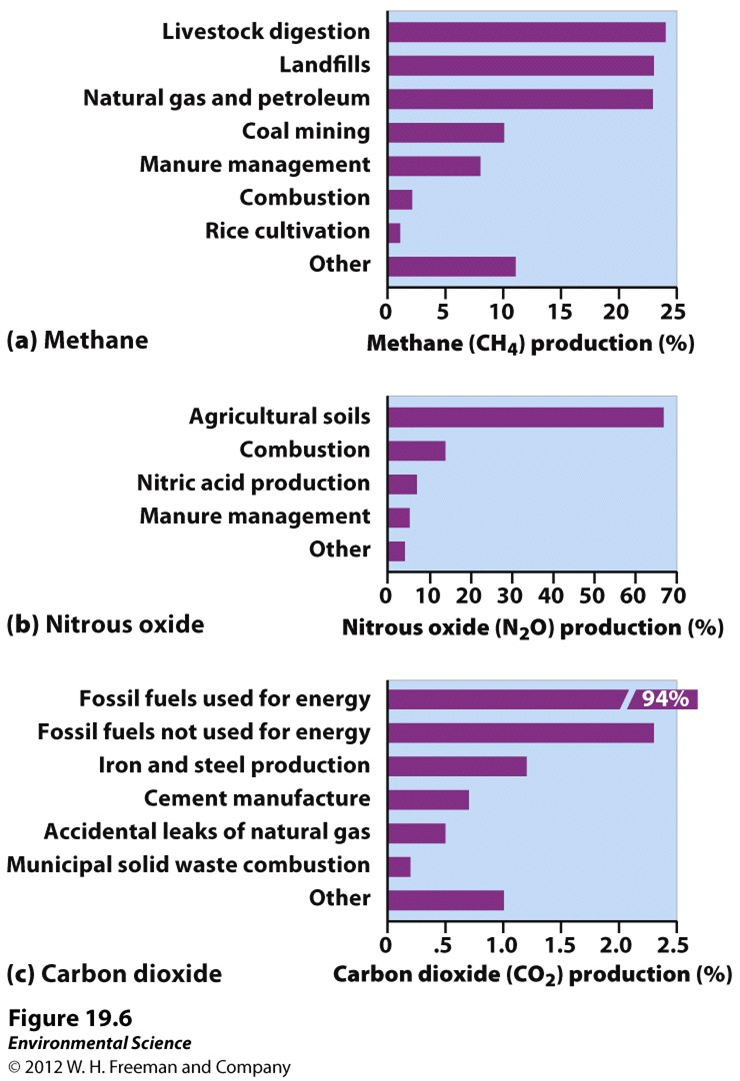 Livestock digestion
Landfills
Natural gas and petroleum
Coal mining
Manure management
Combustion
Rice cultivation
Other
0 5 10 15 20 25
(a) Methane
Methane (CH₄) production (%)
Agricultural soils
Combustion
Nitric acid production
Manure management
Other
0 10 20 30 40 50 60 70
(b) Nitrous oxide
Nitrous oxide (N₂O) production (%)
Fossil fuels used for energy
94%
Fossil fuels not used for energy
Iron and steel production
Cement manufacture
Accidental leaks of natural gas
Municipal solid waste combustion
Other
0 .5 1.0 1.5 2.0 2.5
(c) Carbon dioxide
Carbon dioxide (CO₂) production (%)
Figure 19.6
Environmental Science
© 2012 W. H. Freeman and Company